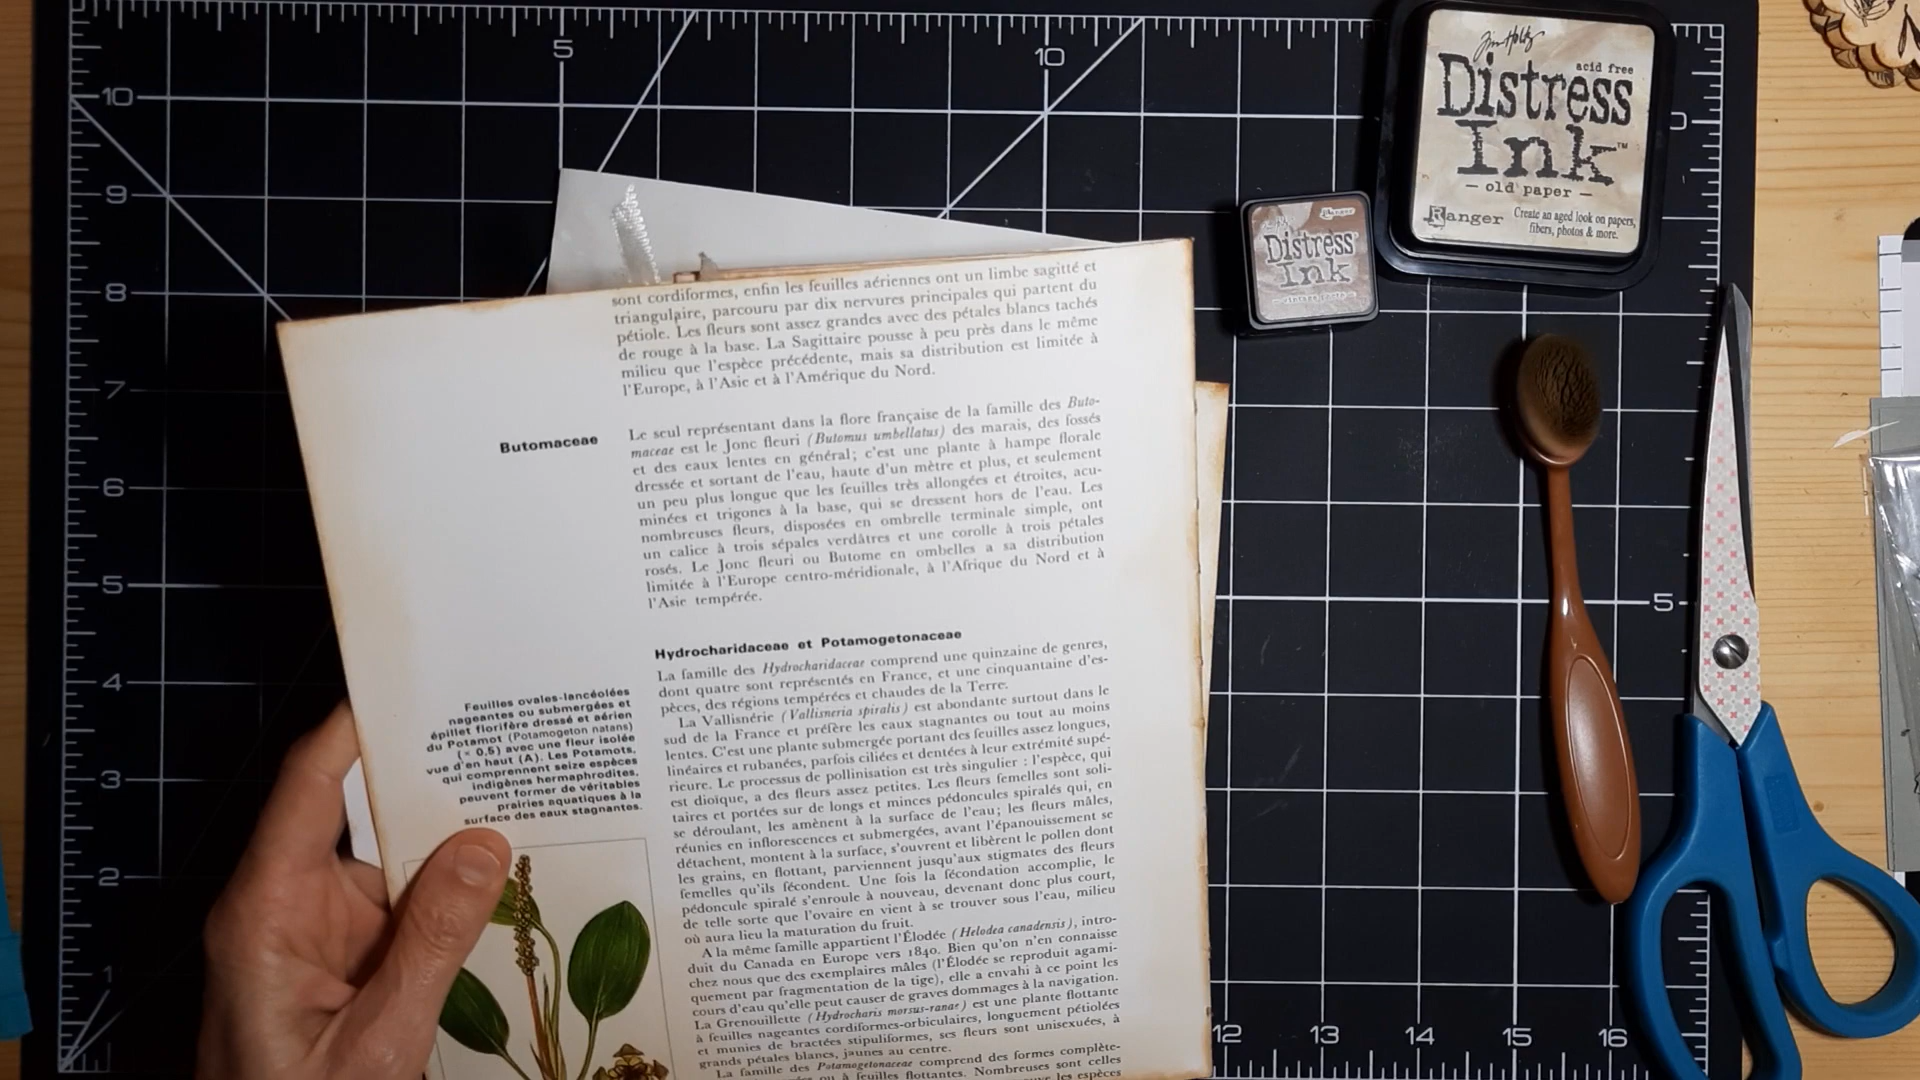 5
10
10
9
8
7
6
5
4
3
2
1
5
12
13
14
15
16
Tim Holtz
acid free
Distress
Ink™
— old paper —
Ranger
Create an aged look on papers,
fibers, photos & more.
Ranger
Distress
Ink
sont cordiformes, enfin les feuilles aériennes ont un limbe sagitté et
triangulaire, parcouru par dix nervures principales qui partent du
pétiole. Les fleurs sont assez grandes avec des pétales blancs tachés
de rouge à la base. La Sagittaire pousse à peu près dans le même
milieu que l'espèce précédente, mais sa distribution est limitée à
l'Europe, à l'Asie et à l'Amérique du Nord.
Butomaceae
Le seul représentant dans la flore française de la famille des Buto-
maceae est le Jonc fleuri (Butomus umbellatus) des marais, des fossés
et des eaux lentes en général; c'est une plante à hampe florale
dressée et sortant de l'eau, haute d'un mètre et plus, et seulement
un peu plus longue que les feuilles très allongées et étroites, acu-
minées et trigones à la base, qui se dressent hors de l'eau. Les
nombreuses fleurs, disposées en ombrelle terminale simple, ont
un calice à trois sépales verdâtres et une corolle à trois pétales
rosés. Le Jonc fleuri ou Butome en ombelles a sa distribution
limitée à l'Europe centro-méridionale, à l'Afrique du Nord et à
l'Asie tempérée.
Hydrocharidaceae et Potamogetonaceae
La famille des Hydrocharidaceae comprend une quinzaine de genres,
dont quatre sont représentés en France, et une cinquantaine d'es-
pèces, des régions tempérées et chaudes de la Terre.
La Vallisnérie (Vallisneria spiralis) est abondante surtout dans le
sud de la France et préfère les eaux stagnantes ou tout au moins
lentes. C'est une plante submergée portant des feuilles assez longues,
linéaires et rubanées, parfois ciliées et dentées à leur extrémité supé-
rieure. Le processus de pollinisation est très singulier : l'espèce, qui
est dioïque, a des fleurs assez petites. Les fleurs femelles sont soli-
taires et portées sur de longs et minces pédoncules spiralés qui, en
se déroulant, les amènent à la surface de l'eau; les fleurs mâles,
réunies en inflorescences et submergées, avant l'épanouissement se
détachent, montent à la surface, s'ouvrent et libèrent le pollen dont
les grains, en flottant, parviennent jusqu'aux stigmates des fleurs
femelles qu'ils fécondent. Une fois la fécondation accomplie, le
pédoncule spiralé s'enroule à nouveau, devenant donc plus court,
de telle sorte que l'ovaire en vient à se trouver sous l'eau, milieu
où aura lieu la maturation du fruit.
A la même famille appartient l'Élodée (Helodea canadensis), intro-
duit du Canada en Europe vers 1840. Bien qu'on n'en connaisse
chez nous que des exemplaires mâles (l'Élodée se reproduit agami-
quement par fragmentation de la tige), elle a envahi à ce point les
cours d'eau qu'elle peut causer de graves dommages à la navigation.
La Grenouillette (Hydrocharis morsus-ranae) est une plante flottante
à feuilles nageantes cordiformes-orbiculaires, longuement pétiolées
et munies de bractées stipuliformes, ses fleurs sont unisexuées, à
grands pétales blancs, jaunes au centre.
La famille des Potamogetonaceae comprend des formes complète-
ou à feuilles flottantes. Nombreuses sont celles
les espèces
Feuilles ovales-lancéolées
nageantes ou submergées et
épillet florifère dressé et aérien
du Potamot (Potamogeton natans)
(× 0,5) avec une fleur isolée
vue d'en haut (A). Les Potamots,
qui comprennent seize espèces
indigènes hermaphrodites,
peuvent former de véritables
prairies aquatiques à la
surface des eaux stagnantes.